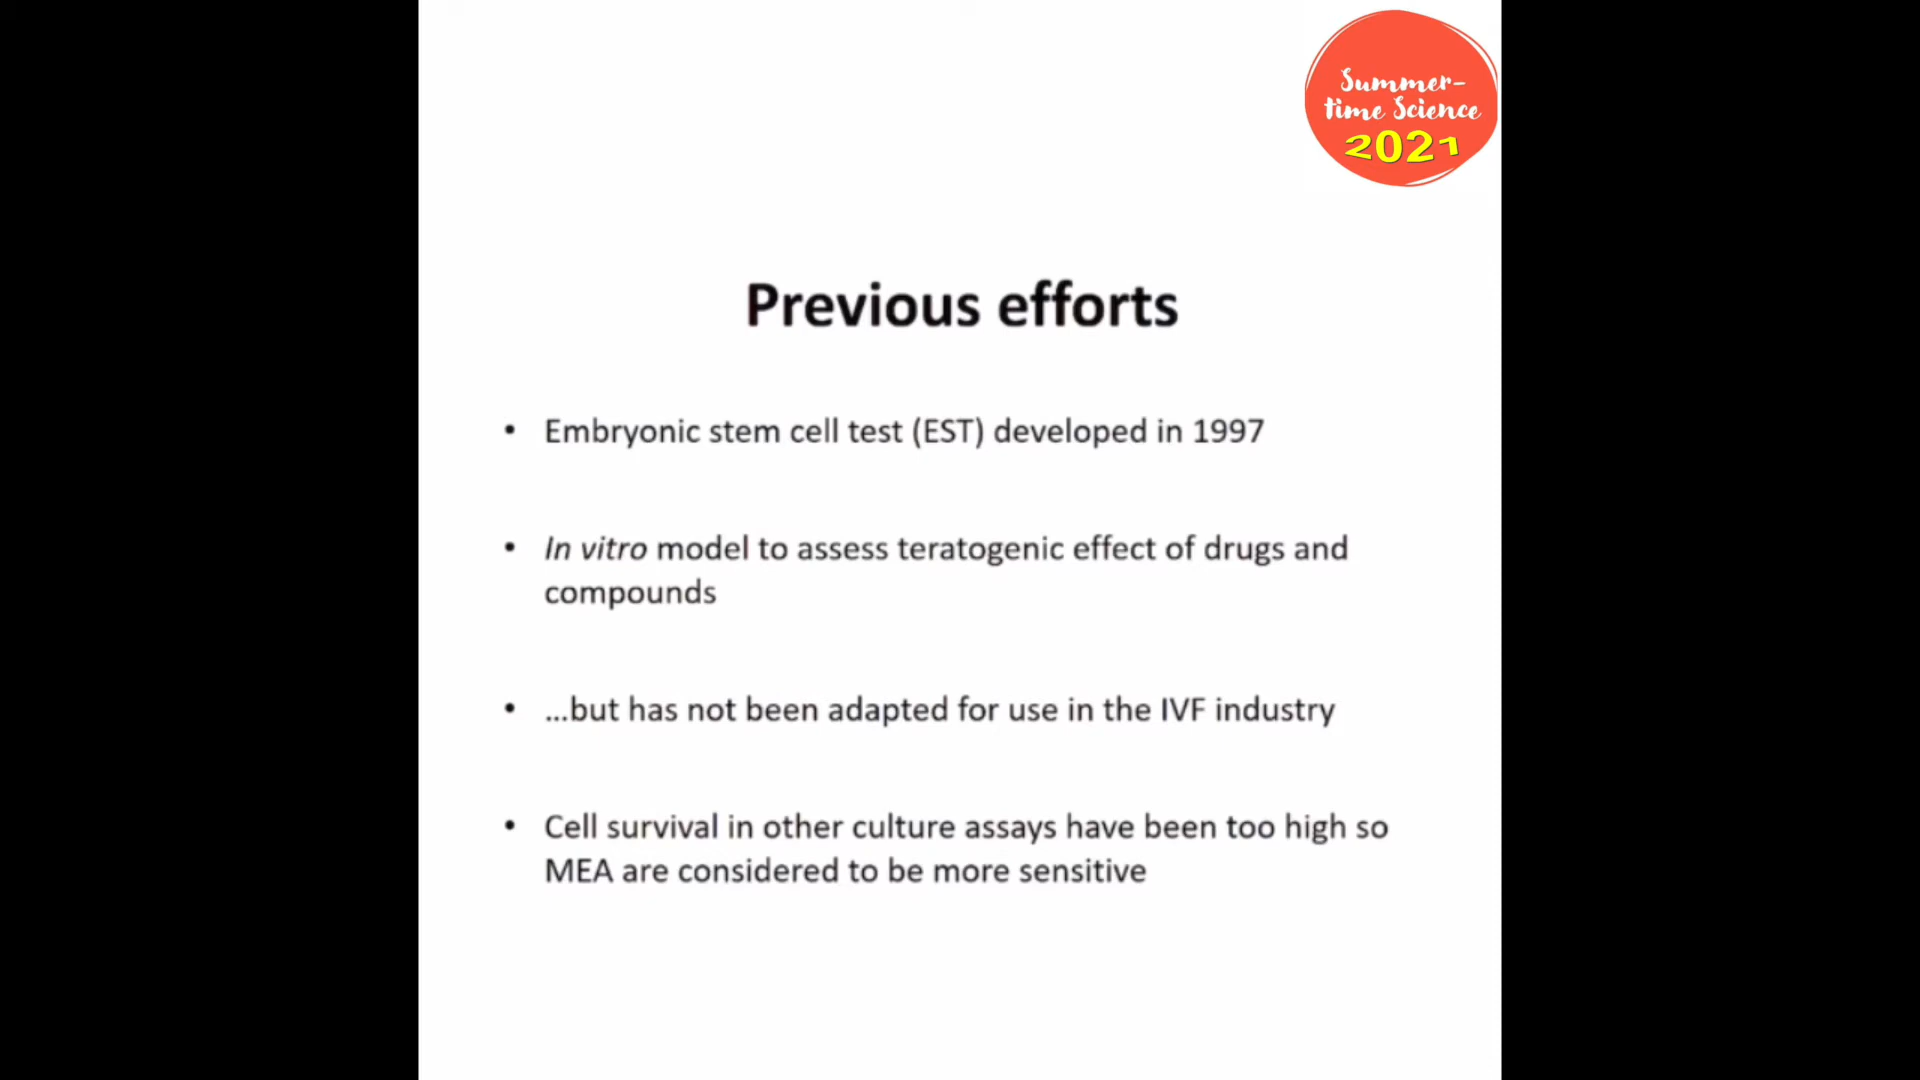 Summer-
time Science
2021
Previous efforts
• Embryonic stem cell test (EST) developed in 1997
• In vitro model to assess teratogenic effect of drugs and
compounds
• ...but has not been adapted for use in the IVF industry
• Cell survival in other culture assays have been too high so
MEA are considered to be more sensitive